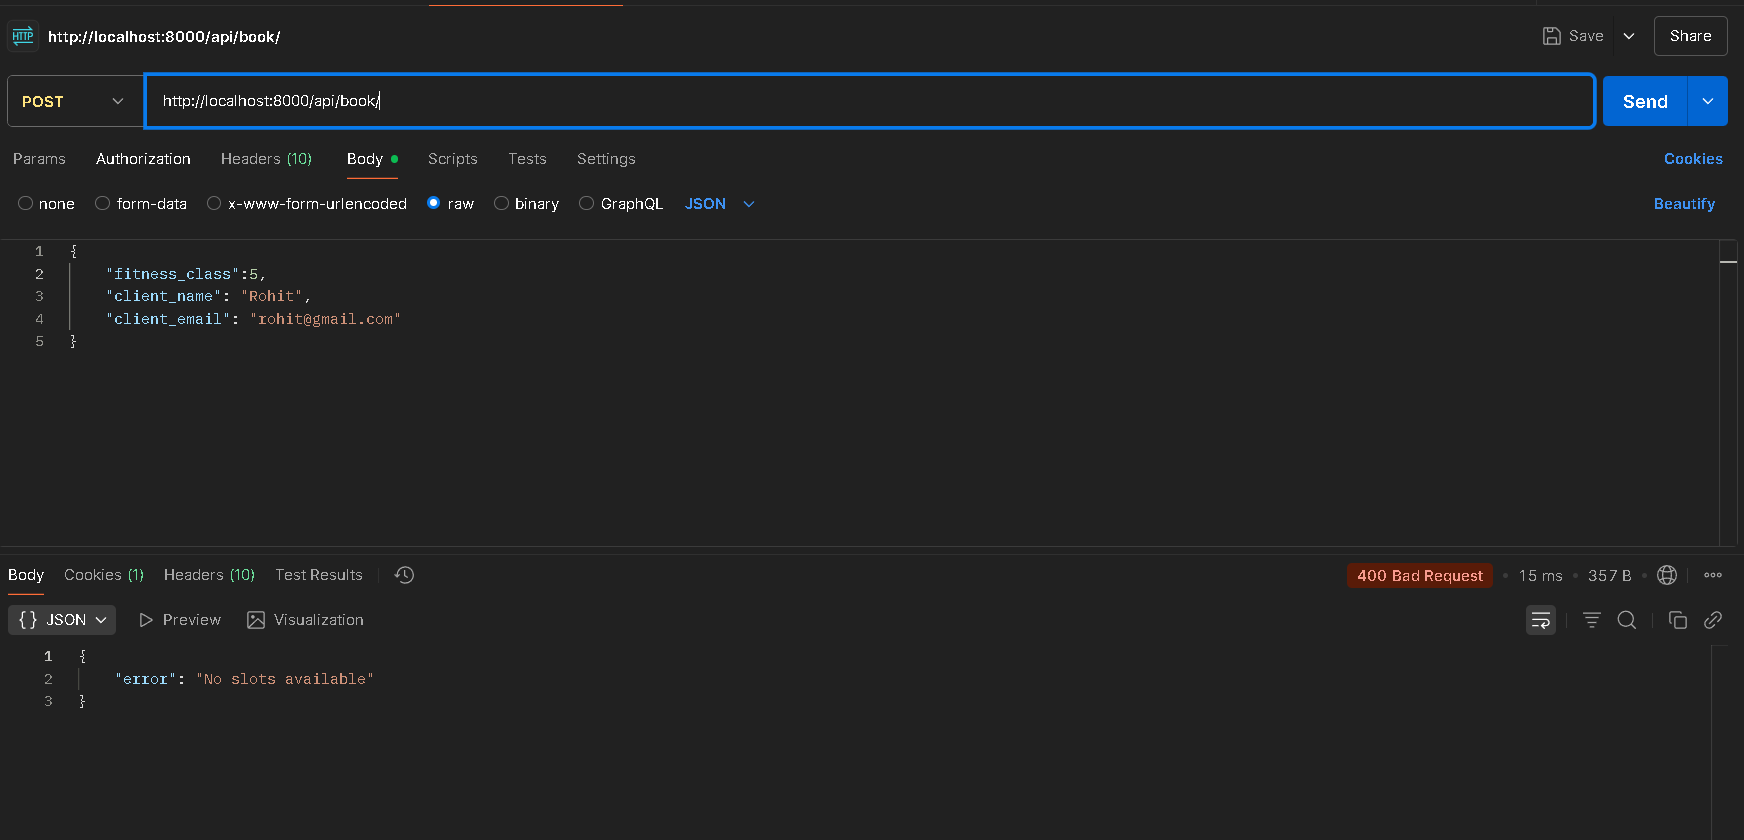 HTTP http://localhost:8000/api/book/ Save Share
POST http://localhost:8000/api/book/ Send
Params Authorization Headers (10) Body Scripts Tests Settings Cookies
none form-data x-www-form-urlencoded raw binary GraphQL JSON Beautify
1 {
2 "fitness_class":5,
3 "client_name": "Rohit",
4 "client_email": "rohit@gmail.com"
5 }
Body Cookies (1) Headers (10) Test Results 400 Bad Request • 15 ms • 357 B •
{} JSON Preview Visualization
1 {
2 "error": "No slots available"
3 }